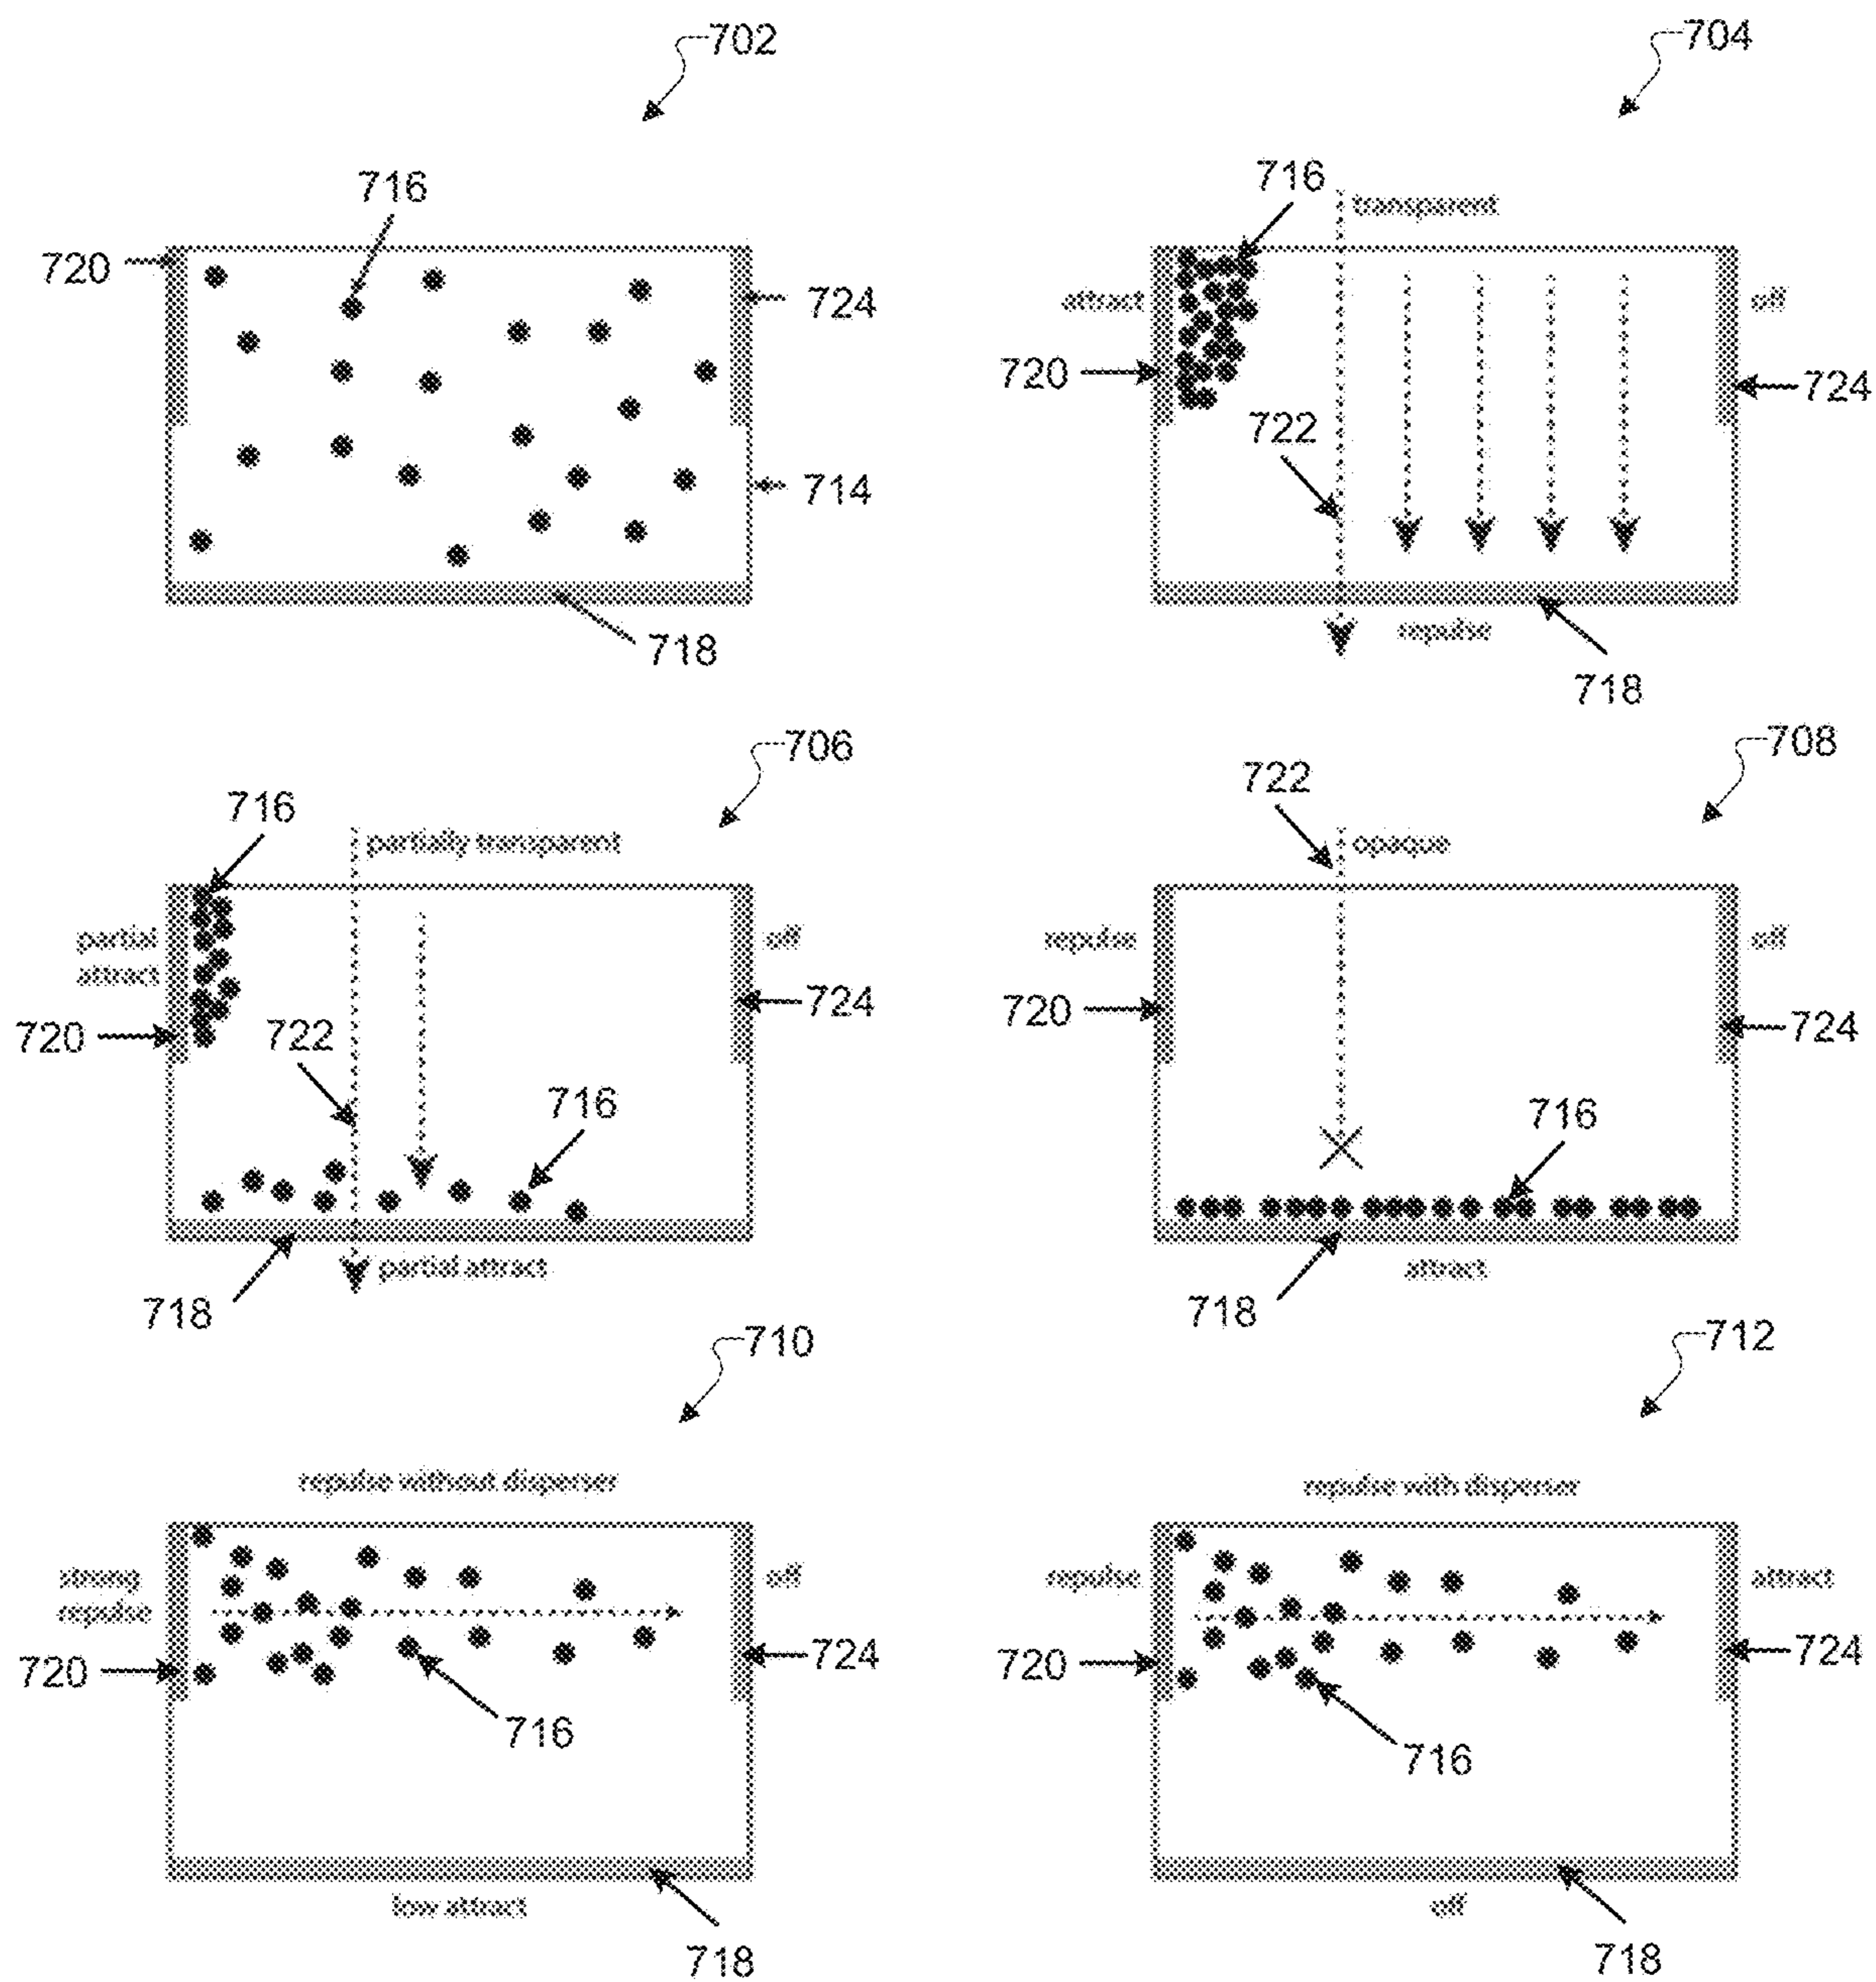 702
704
716
716
transparent
720
724
attract
off
720
724
722
714
718
repulse
718
706
708
722
716
partially transparent
opaque
partial
attract
off
repulse
off
720
722
724
720
724
716
716
partial attract
attract
718
718
710
712
repulse without disperser
repulse with disperser
strong
repulse
off
repulse
attract
720
724
720
724
716
716
low attract
off
718
718